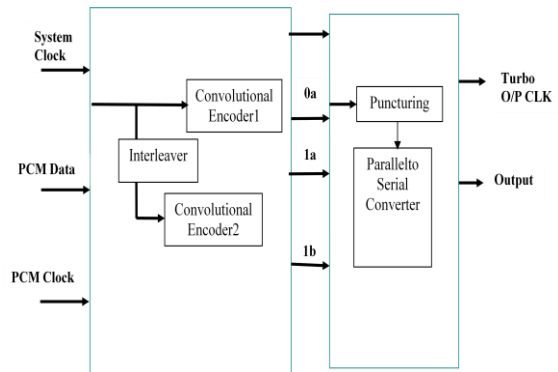 System
Clock
PCM Data
PCM Clock
Convolutional
Encoder1
Interleaver
Convolutional
Encoder2
0a
1a
1b
Puncturing
Parallelto
Serial
Converter
Turbo
O/P CLK
Output